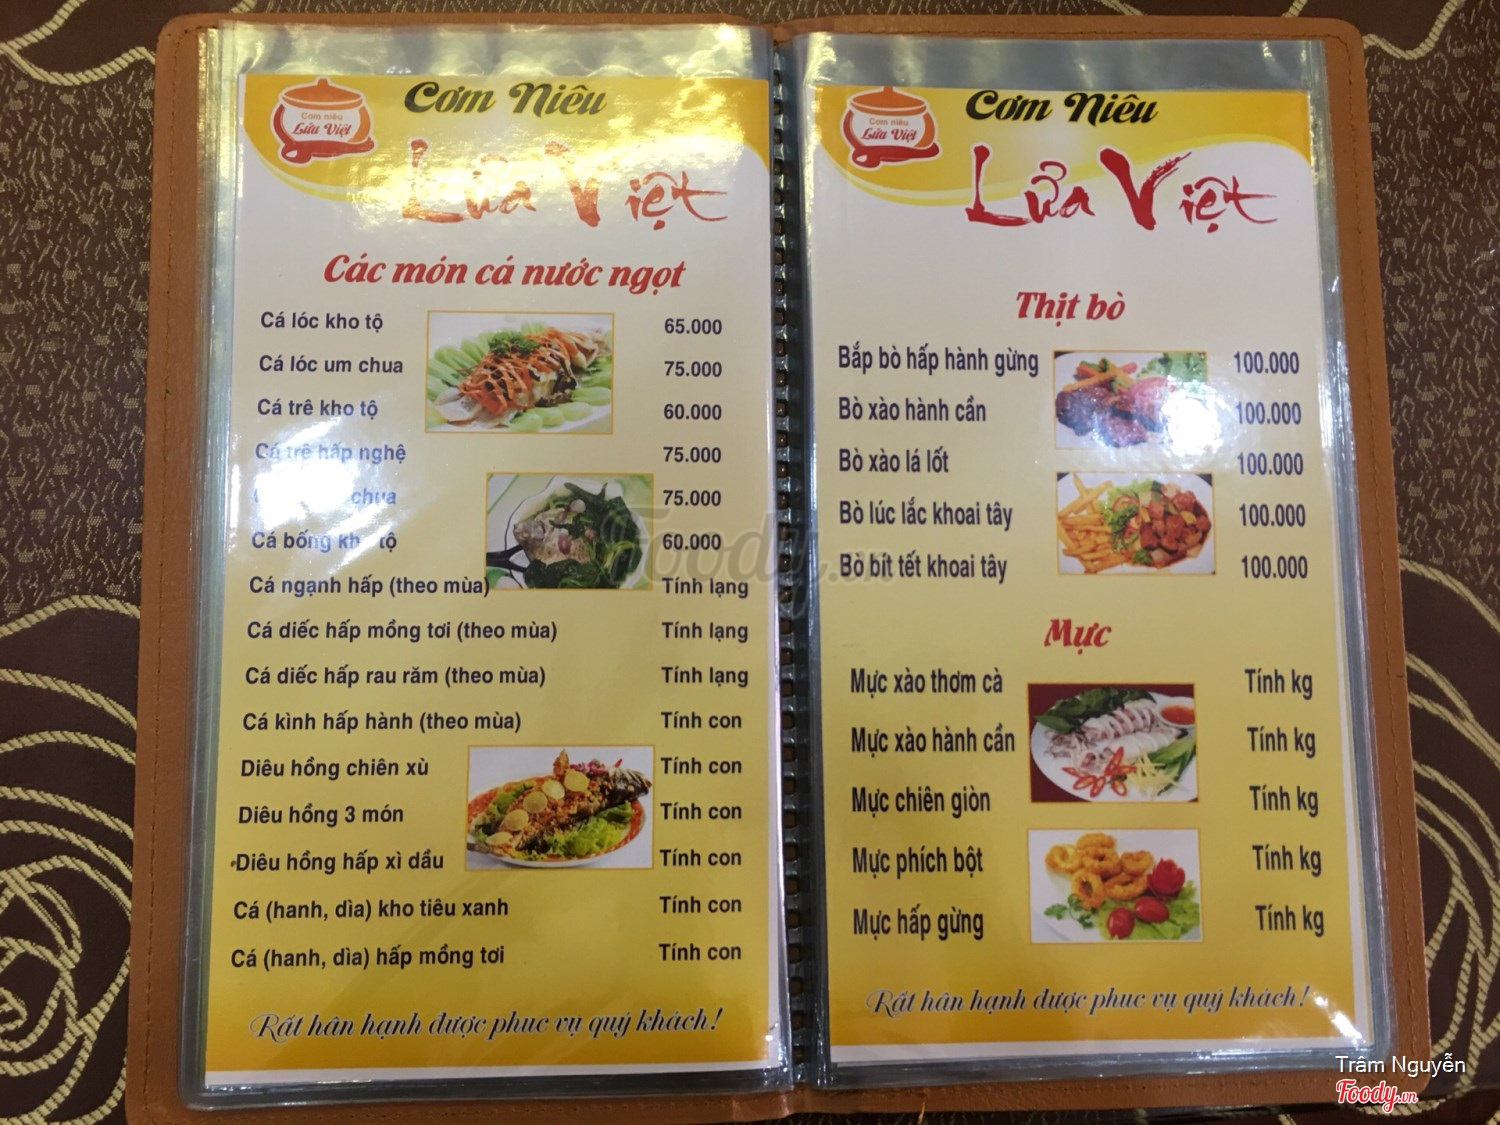 Cơm niêu
Lửa Việt
Cơm Niêu
Lửa Việt
Các món cá nước ngọt
Cá lóc kho tộ 65.000
Cá lóc um chua 75.000
Cá trê kho tộ 60.000
Cá trê hấp nghệ 75.000
chua 75.000
Cá bống kho tộ 60.000
Cá ngạnh hấp (theo mùa) Tính lạng
Cá diếc hấp mồng tơi (theo mùa) Tính lạng
Cá diếc hấp rau răm (theo mùa) Tính lạng
Cá kình hấp hành (theo mùa) Tính con
Diêu hồng chiên xù Tính con
Diêu hồng 3 món Tính con
Diêu hồng hấp xì dầu Tính con
Cá (hanh, dìa) kho tiêu xanh Tính con
Cá (hanh, dìa) hấp mồng tơi Tính con
Rất hân hạnh được phục vụ quý khách!
Cơm niêu
Lửa Việt
Cơm Niêu
Lửa Việt
Thịt bò
Bắp bò hấp hành gừng 100.000
Bò xào hành cần 100.000
Bò xào lá lốt 100.000
Bò lúc lắc khoai tây 100.000
Bò bít tết khoai tây 100.000
Mực
Mực xào thơm cà Tính kg
Mực xào hành cần Tính kg
Mực chiên giòn Tính kg
Mực phích bột Tính kg
Mực hấp gừng Tính kg
Rất hân hạnh được phục vụ quý khách!
Foody.vn
Trâm Nguyễn
Foody.vn